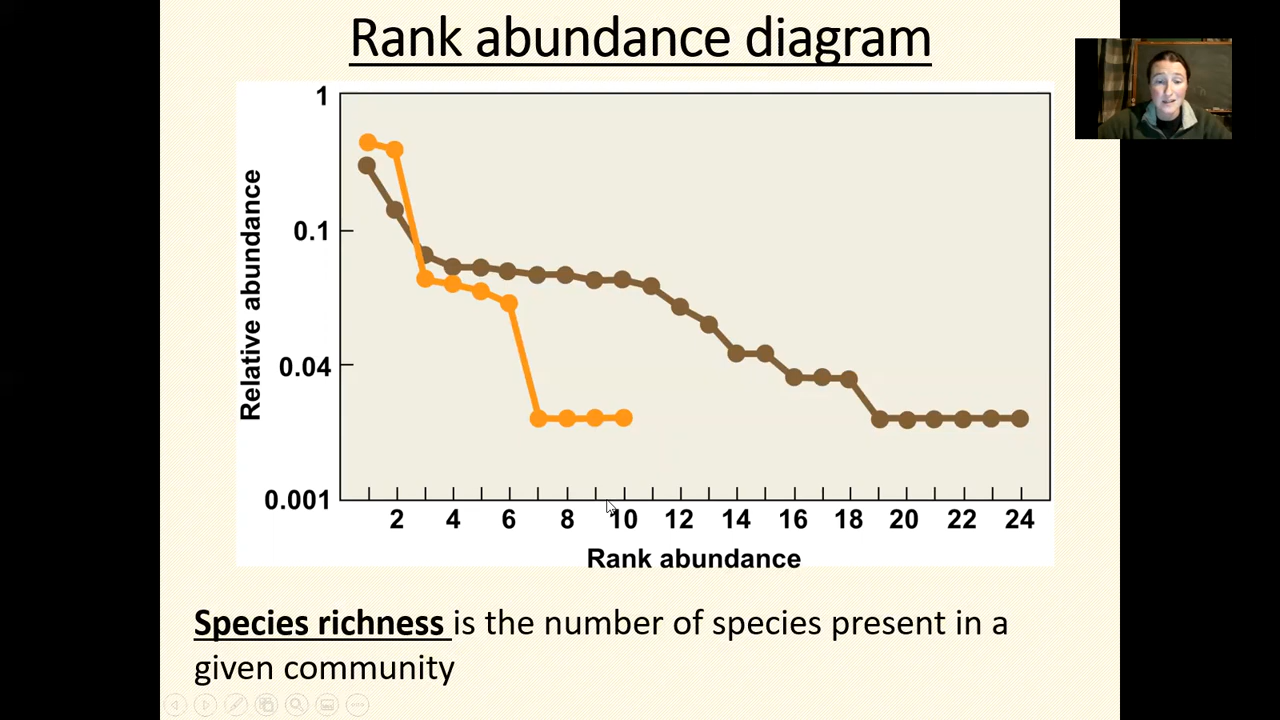 Rank abundance diagram
1
0.1
0.04
0.001
Relative abundance
2 4 6 8 10 12 14 16 18 20 22 24
Rank abundance
Species richness is the number of species present in a
given community